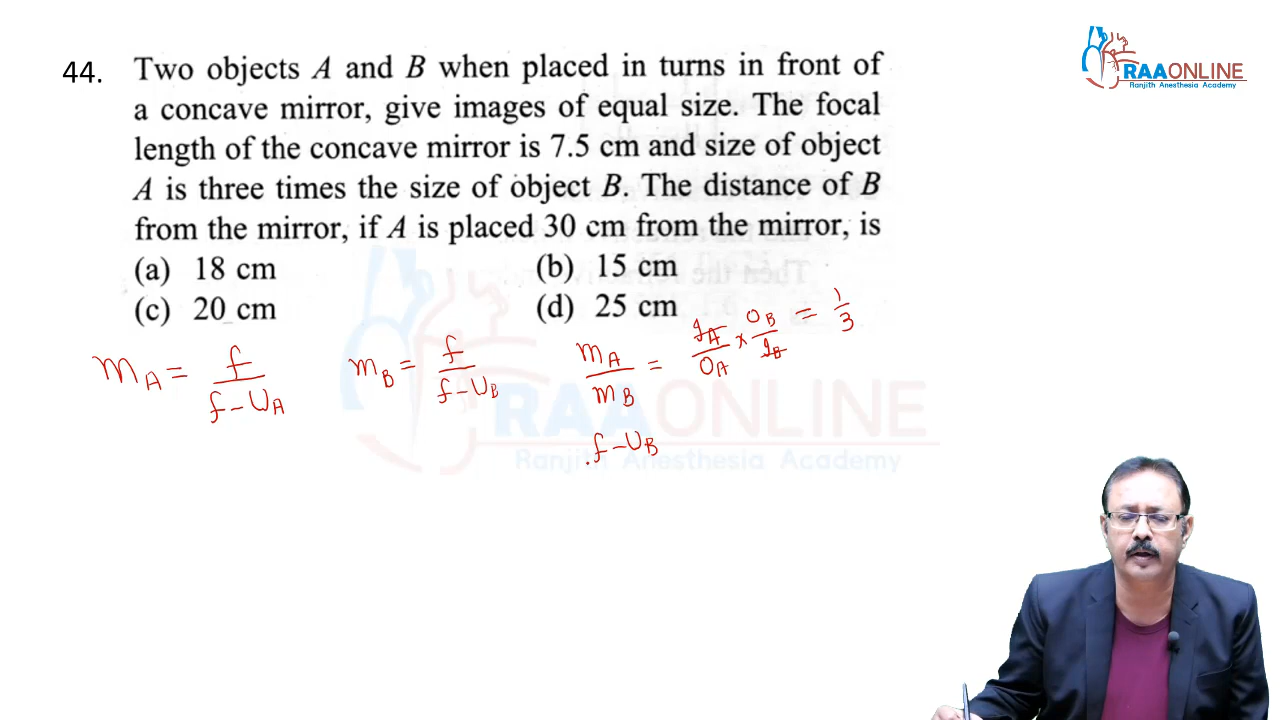 RAAONLINE
Ranjith Anesthesia Academy
44. Two objects A and B when placed in turns in front of
a concave mirror, give images of equal size. The focal
length of the concave mirror is 7.5 cm and size of object
A is three times the size of object B. The distance of B
from the mirror, if A is placed 30 cm from the mirror, is
(a) 18 cm (b) 15 cm
(c) 20 cm (d) 25 cm
m_A = f / (f - U_A) m_B = f / (f - U_B) m_A / m_B = I_A / O_A × O_B / I_B = 1/3
f - U_B
RAAONLINE
Ranjith Anesthesia Academy